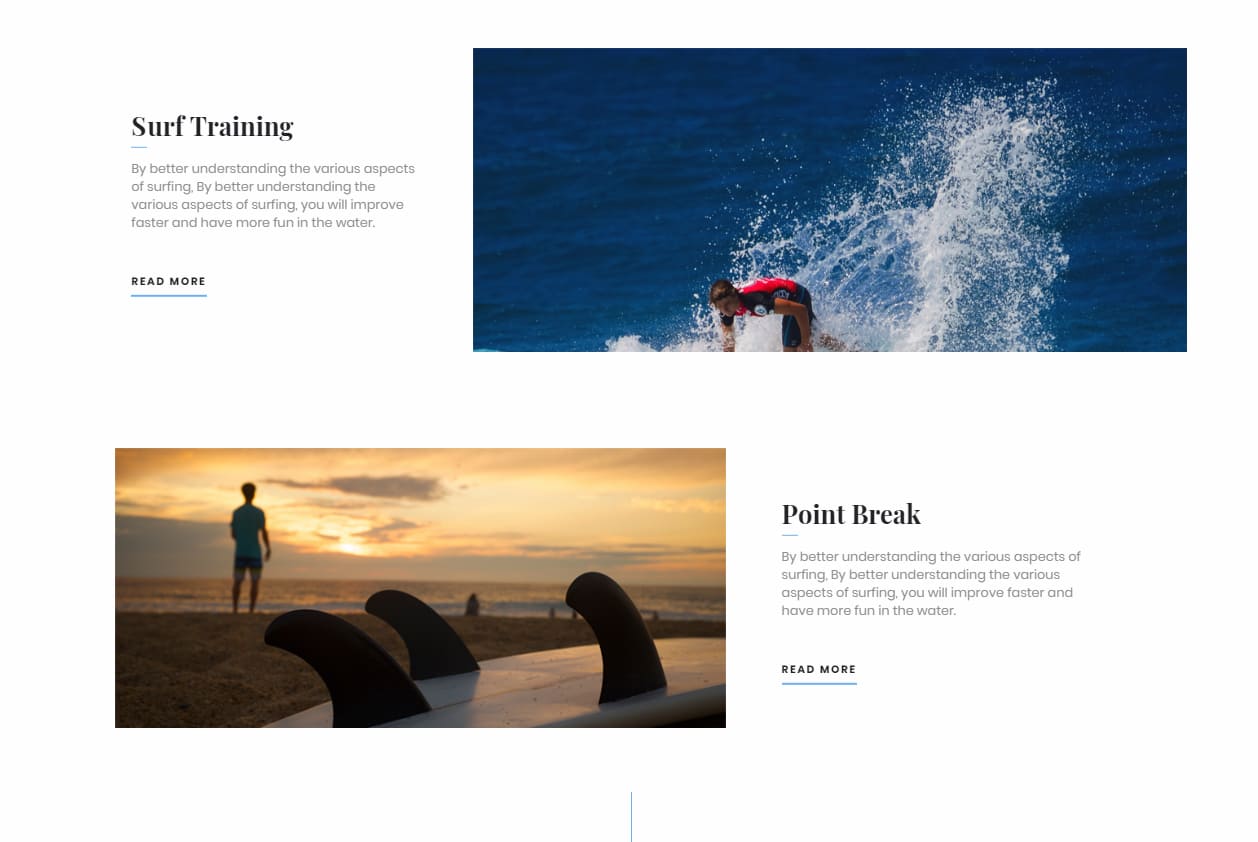 Surf Training
By better understanding the various aspects
of surfing, By better understanding the
various aspects of surfing, you will improve
faster and have more fun in the water.
READ MORE
Point Break
By better understanding the various aspects of
surfing, By better understanding the various
aspects of surfing, you will improve faster and
have more fun in the water.
READ MORE